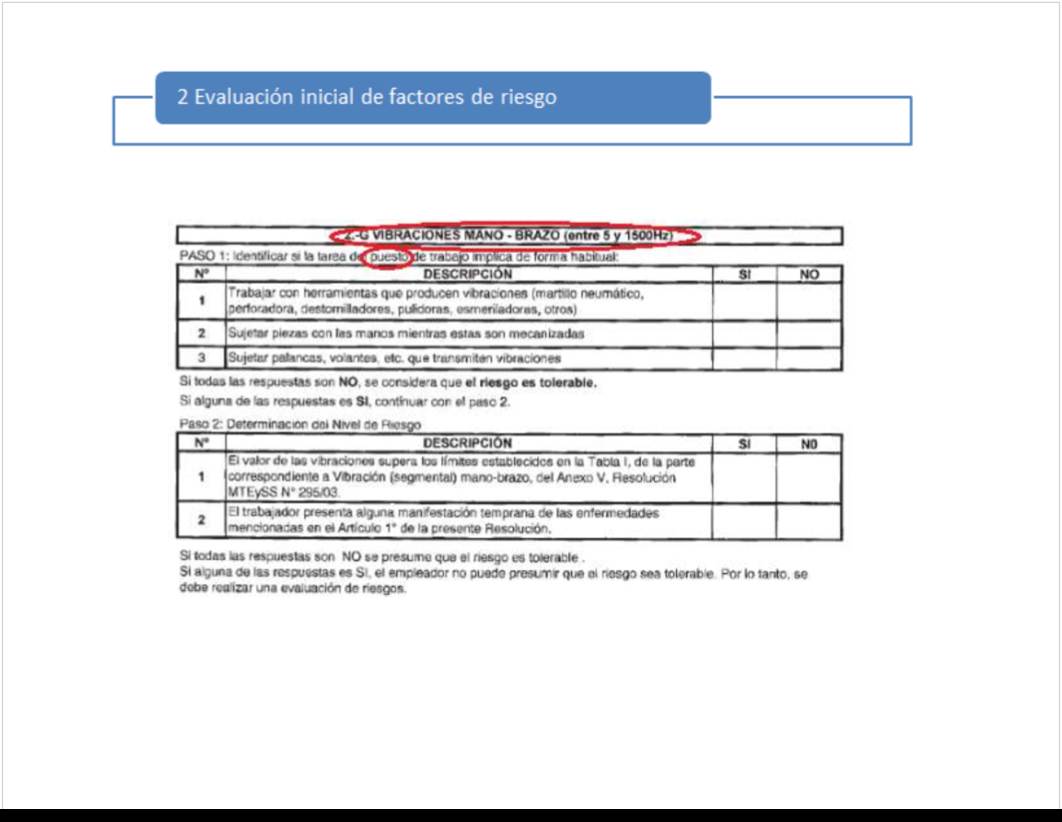 2 Evaluación inicial de factores de riesgo
2.-G VIBRACIONES MANO - BRAZO (entre 5 y 1500Hz)
PASO 1: Identificar si la tarea del puesto de trabajo implica de forma habitual:
Nº DESCRIPCIÓN SI NO
1 Trabajar con herramientas que producen vibraciones (martillo neumático,
perforadora, destornilladores, pulidoras, esmeriladoras, otros)
2 Sujetar piezas con las manos mientras estas son mecanizadas
3 Sujetar palancas, volantes, etc. que transmiten vibraciones
Si todas las respuestas son NO, se considera que el riesgo es tolerable.
Si alguna de las respuestas es SI, continuar con el paso 2.
Paso 2: Determinación del Nivel de Riesgo
Nº DESCRIPCIÓN SI NO
1 El valor de las vibraciones supera los límites establecidos en la Tabla I, de la parte
correspondiente a Vibración (segmental) mano-brazo, del Anexo V, Resolución
MTEySS Nº 295/03.
2 El trabajador presenta alguna manifestación temprana de las enfermedades
mencionadas en el Artículo 1º de la presente Resolución.
Si todas las respuestas son NO se presume que el riesgo es tolerable .
Si alguna de las respuestas es SI, el empleador no puede presumir que el riesgo sea tolerable. Por lo tanto, se
debe realizar una evaluación de riesgos.